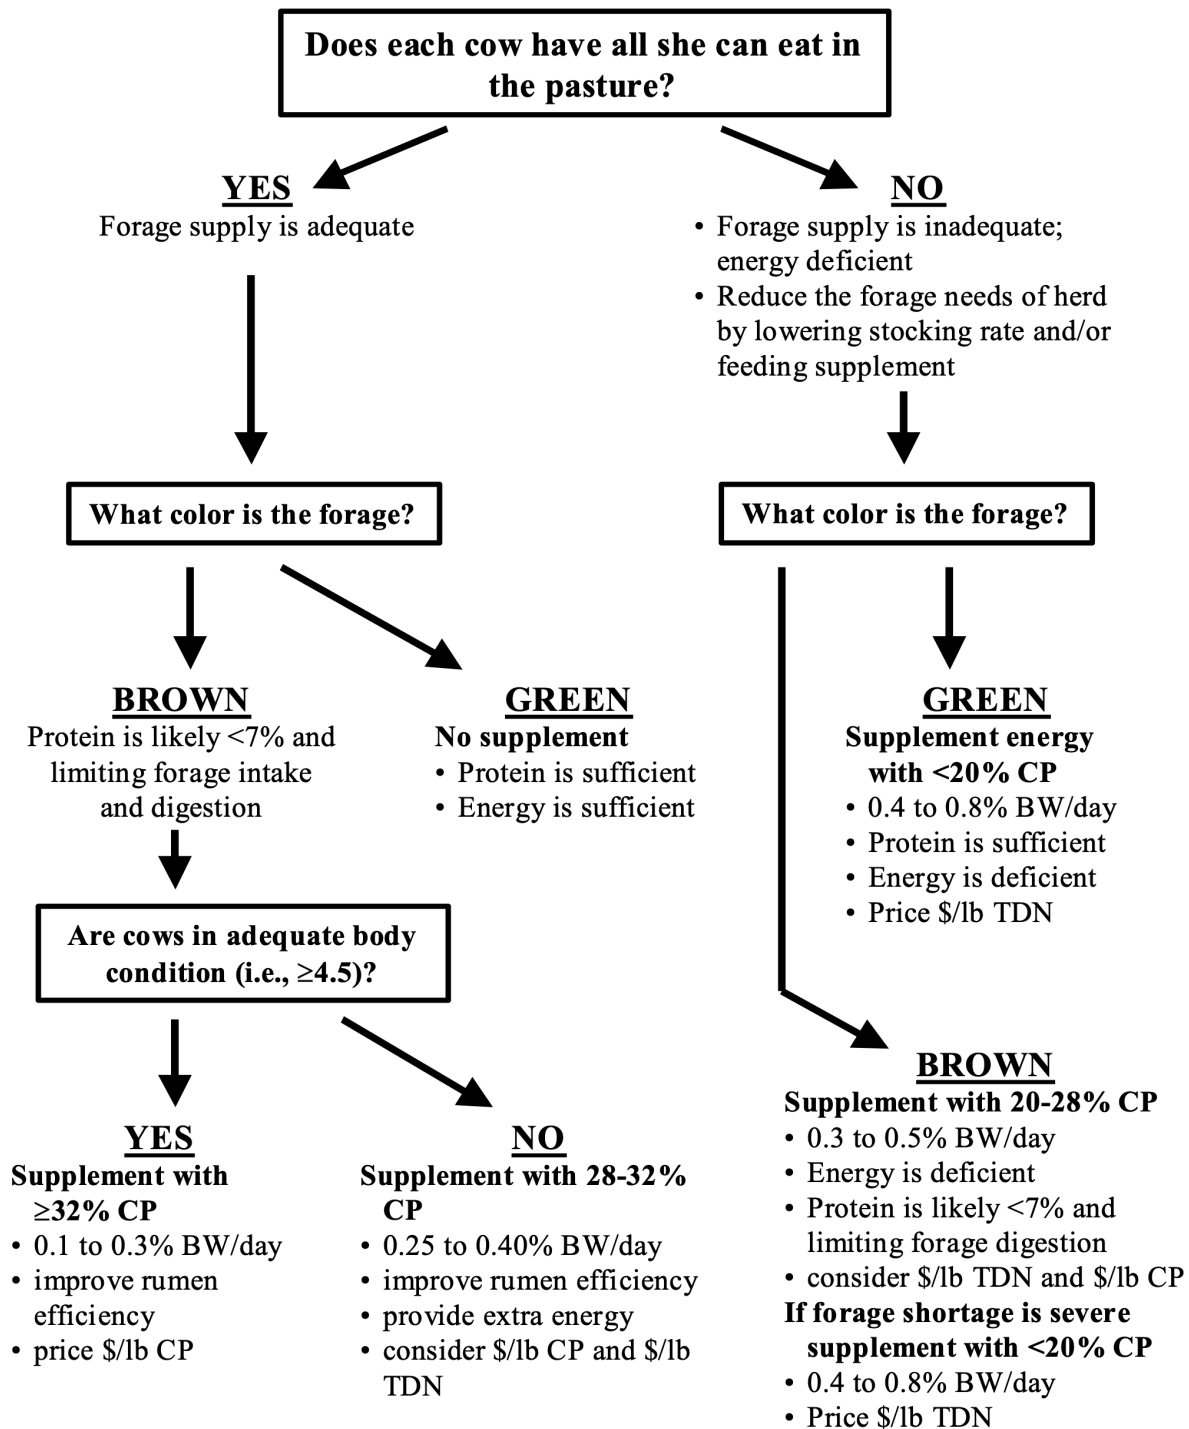 Does each cow have all she can eat in
the pasture?
YES
Forage supply is adequate
NO
• Forage supply is inadequate;
energy deficient
• Reduce the forage needs of herd
by lowering stocking rate and/or
feeding supplement
What color is the forage?
BROWN
Protein is likely <7% and
limiting forage intake
and digestion
GREEN
No supplement
• Protein is sufficient
• Energy is sufficient
Are cows in adequate body
condition (i.e., ≥4.5)?
YES
Supplement with
≥32% CP
• 0.1 to 0.3% BW/day
• improve rumen
efficiency
• price $/lb CP
NO
Supplement with 28-32%
CP
• 0.25 to 0.40% BW/day
• improve rumen efficiency
• provide extra energy
• consider $/lb CP and $/lb
TDN
What color is the forage?
GREEN
Supplement energy
with <20% CP
• 0.4 to 0.8% BW/day
• Protein is sufficient
• Energy is deficient
• Price $/lb TDN
BROWN
Supplement with 20-28% CP
• 0.3 to 0.5% BW/day
• Energy is deficient
• Protein is likely <7% and
limiting forage digestion
• consider $/lb TDN and $/lb CP
If forage shortage is severe
supplement with <20% CP
• 0.4 to 0.8% BW/day
• Price $/lb TDN